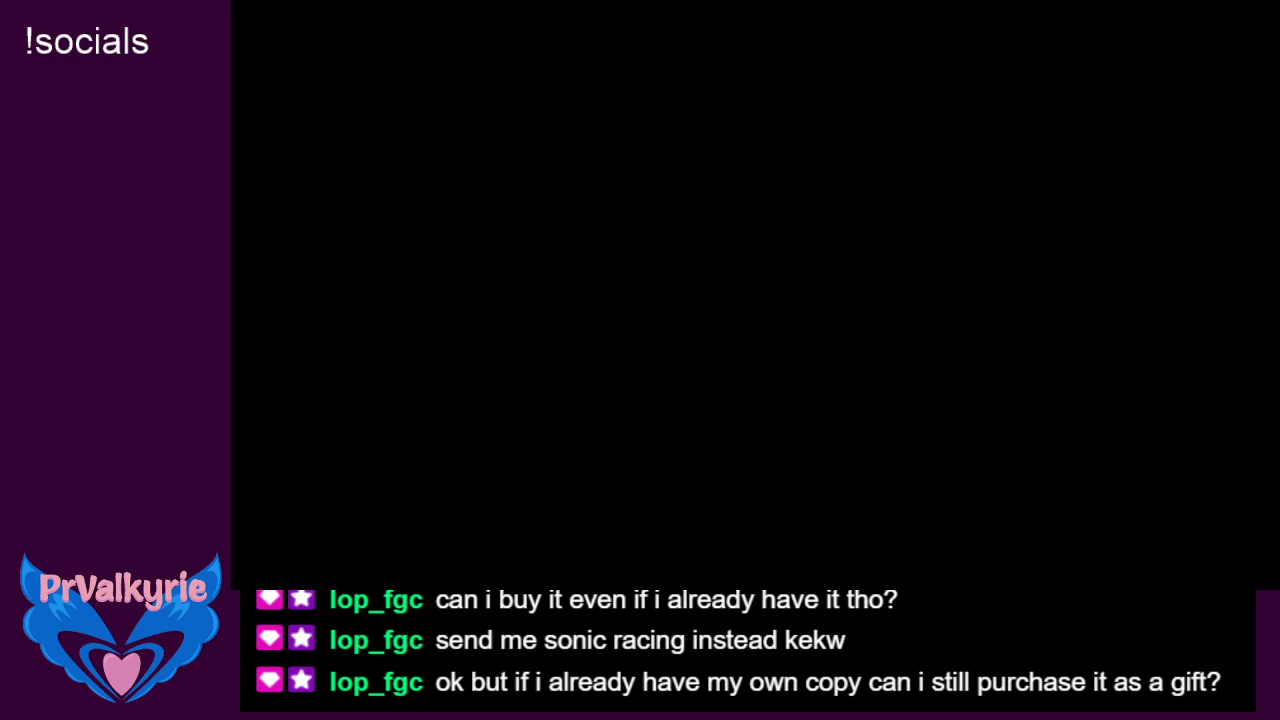 !socials
PrValkyrie
lop_fgc can i buy it even if i already have it tho?
lop_fgc send me sonic racing instead kekw
lop_fgc ok but if i already have my own copy can i still purchase it as a gift?